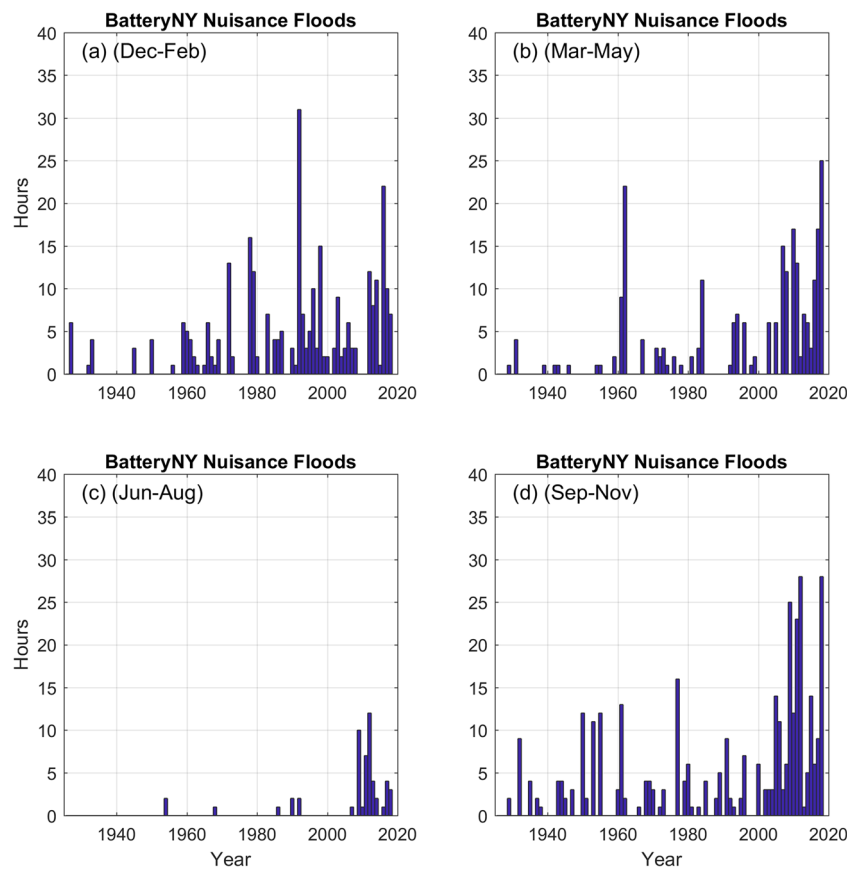 BatteryNY Nuisance Floods
(a) (Dec-Feb)
40
35
30
25
20
15
10
5
0
Hours
1940 1960 1980 2000 2020
BatteryNY Nuisance Floods
(b) (Mar-May)
40
35
30
25
20
15
10
5
0
1940 1960 1980 2000 2020
BatteryNY Nuisance Floods
(c) (Jun-Aug)
40
35
30
25
20
15
10
5
0
Hours
1940 1960 1980 2000 2020
Year
BatteryNY Nuisance Floods
(d) (Sep-Nov)
40
35
30
25
20
15
10
5
0
1940 1960 1980 2000 2020
Year